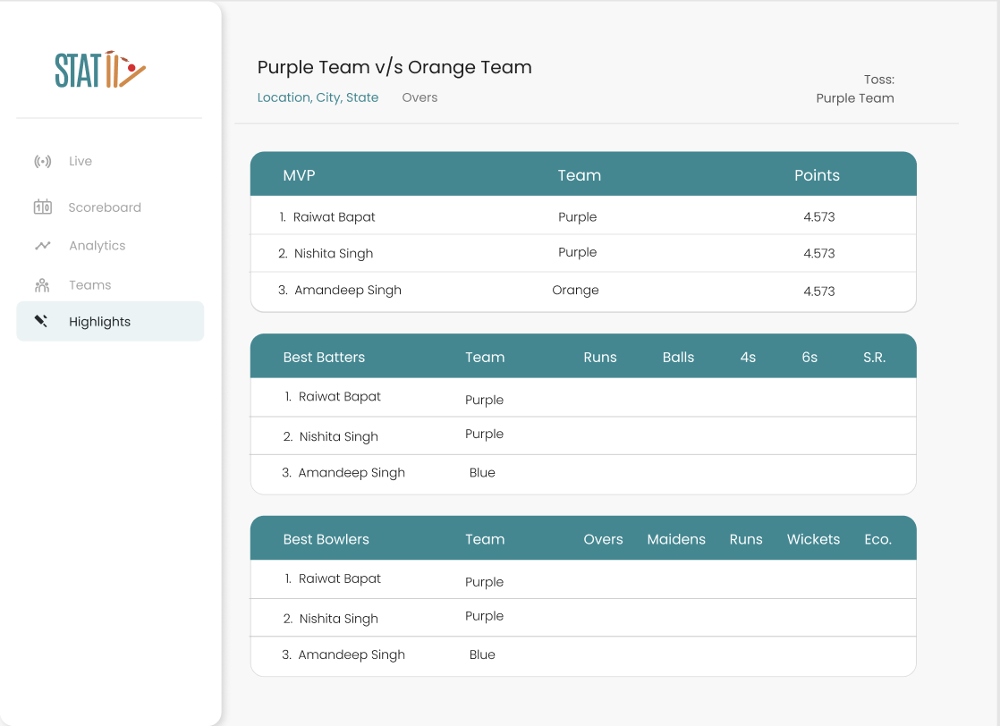 STAT
Live
Scoreboard
Analytics
Teams
Highlights
Purple Team v/s Orange Team
Location, City, State Overs
Toss:
Purple Team
MVP Team Points
1. Raiwat Bapat Purple 4.573
2. Nishita Singh Purple 4.573
3. Amandeep Singh Orange 4.573
Best Batters Team Runs Balls 4s 6s S.R.
1. Raiwat Bapat Purple
2. Nishita Singh Purple
3. Amandeep Singh Blue
Best Bowlers Team Overs Maidens Runs Wickets Eco.
1. Raiwat Bapat Purple
2. Nishita Singh Purple
3. Amandeep Singh Blue